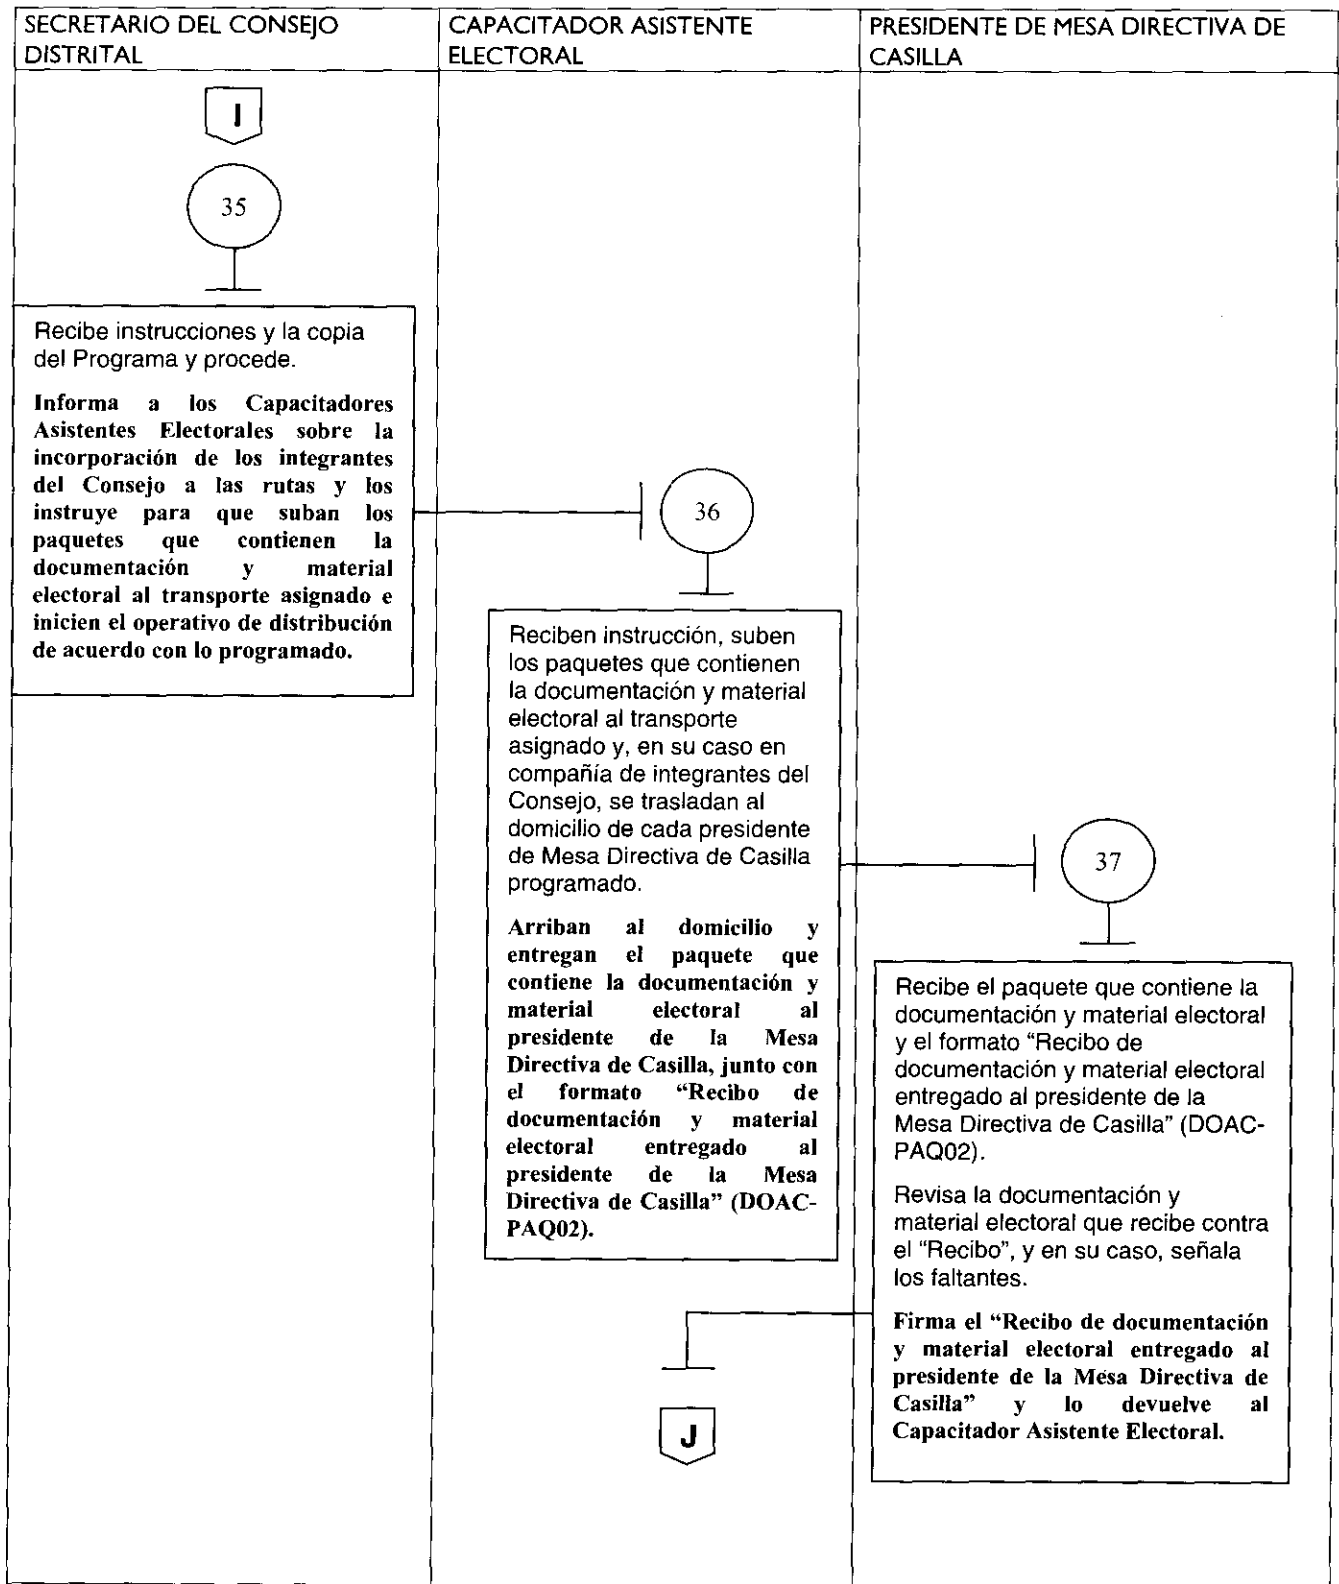 SECRETARIO DEL CONSEJO
DISTRITAL
CAPACITADOR ASISTENTE
ELECTORAL
PRESIDENTE DE MESA DIRECTIVA DE
CASILLA
I
35
Recibe instrucciones y la copia
del Programa y procede.
Informa a los Capacitadores
Asistentes Electorales sobre la
incorporación de los integrantes
del Consejo a las rutas y los
instruye para que suban los
paquetes que contienen la
documentación y material
electoral al transporte asignado e
inicien el operativo de distribución
de acuerdo con lo programado.
36
Reciben instrucción, suben
los paquetes que contienen
la documentación y material
electoral al transporte
asignado y, en su caso en
compañía de integrantes del
Consejo, se trasladan al
domicilio de cada presidente
de Mesa Directiva de Casilla
programado.
Arriban al domicilio y
entregan el paquete que
contiene la documentación y
material electoral al
presidente de la Mesa
Directiva de Casilla, junto con
el formato “Recibo de
documentación y material
electoral entregado al
presidente de la Mesa
Directiva de Casilla” (DOAC-
PAQ02).
37
Recibe el paquete que contiene la
documentación y material electoral
y el formato “Recibo de
documentación y material electoral
entregado al presidente de la
Mesa Directiva de Casilla” (DOAC-
PAQ02).
Revisa la documentación y
material electoral que recibe contra
el “Recibo”, y en su caso, señala
los faltantes.
Firma el “Recibo de documentación
y material electoral entregado al
presidente de la Mesa Directiva de
Casilla” y lo devuelve al
Capacitador Asistente Electoral.
J